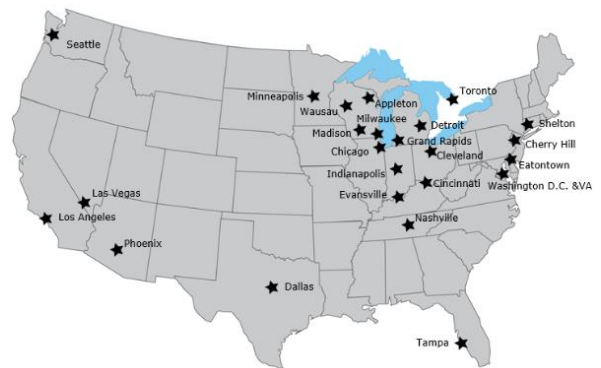 Seattle
Minneapolis
Wausau
Appleton
Toronto
Milwaukee
Madison
Detroit
Shelton
Grand Rapids
Chicago
Cleveland
Cherry Hill
Eatontown
Indianapolis
Cincinnati
Washington D.C. &VA
Evansville
Las Vegas
Los Angeles
Nashville
Phoenix
Dallas
Tampa